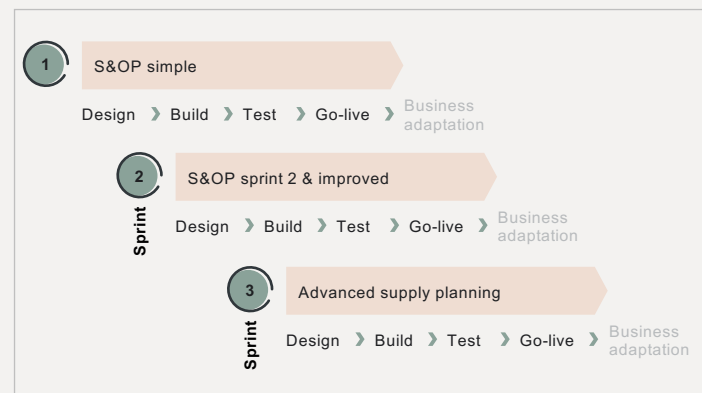 1
S&OP simple
Design Build Test Go-live Business
adaptation
2
Sprint
S&OP sprint 2 & improved
Design Build Test Go-live Business
adaptation
3
Sprint
Advanced supply planning
Design Build Test Go-live Business
adaptation